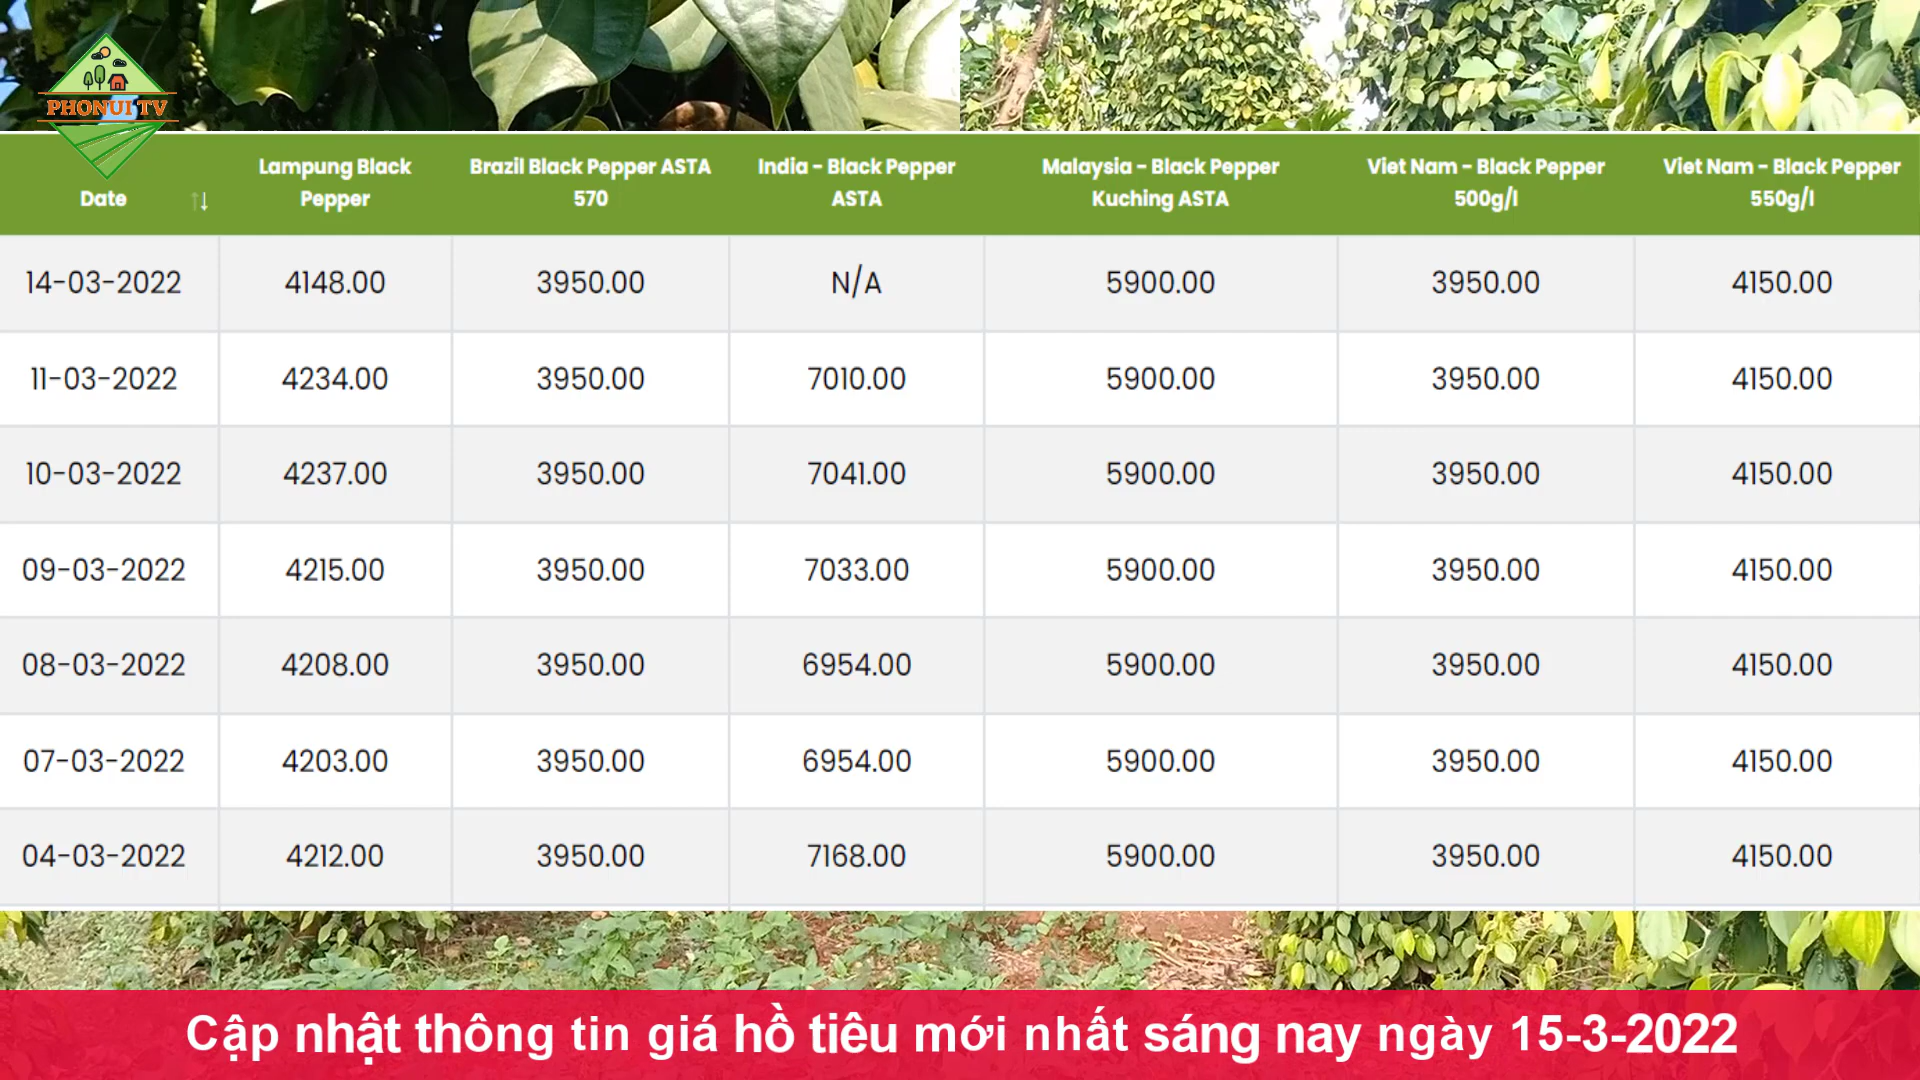 PHONUI TV
Date Lampung Black Pepper Brazil Black Pepper ASTA 570 India - Black Pepper ASTA Malaysia - Black Pepper Kuching ASTA Viet Nam - Black Pepper 500g/l Viet Nam - Black Pepper 550g/l
14-03-2022 4148.00 3950.00 N/A 5900.00 3950.00 4150.00
11-03-2022 4234.00 3950.00 7010.00 5900.00 3950.00 4150.00
10-03-2022 4237.00 3950.00 7041.00 5900.00 3950.00 4150.00
09-03-2022 4215.00 3950.00 7033.00 5900.00 3950.00 4150.00
08-03-2022 4208.00 3950.00 6954.00 5900.00 3950.00 4150.00
07-03-2022 4203.00 3950.00 6954.00 5900.00 3950.00 4150.00
04-03-2022 4212.00 3950.00 7168.00 5900.00 3950.00 4150.00
Cập nhật thông tin giá hồ tiêu mới nhất sáng nay ngày 15-3-2022